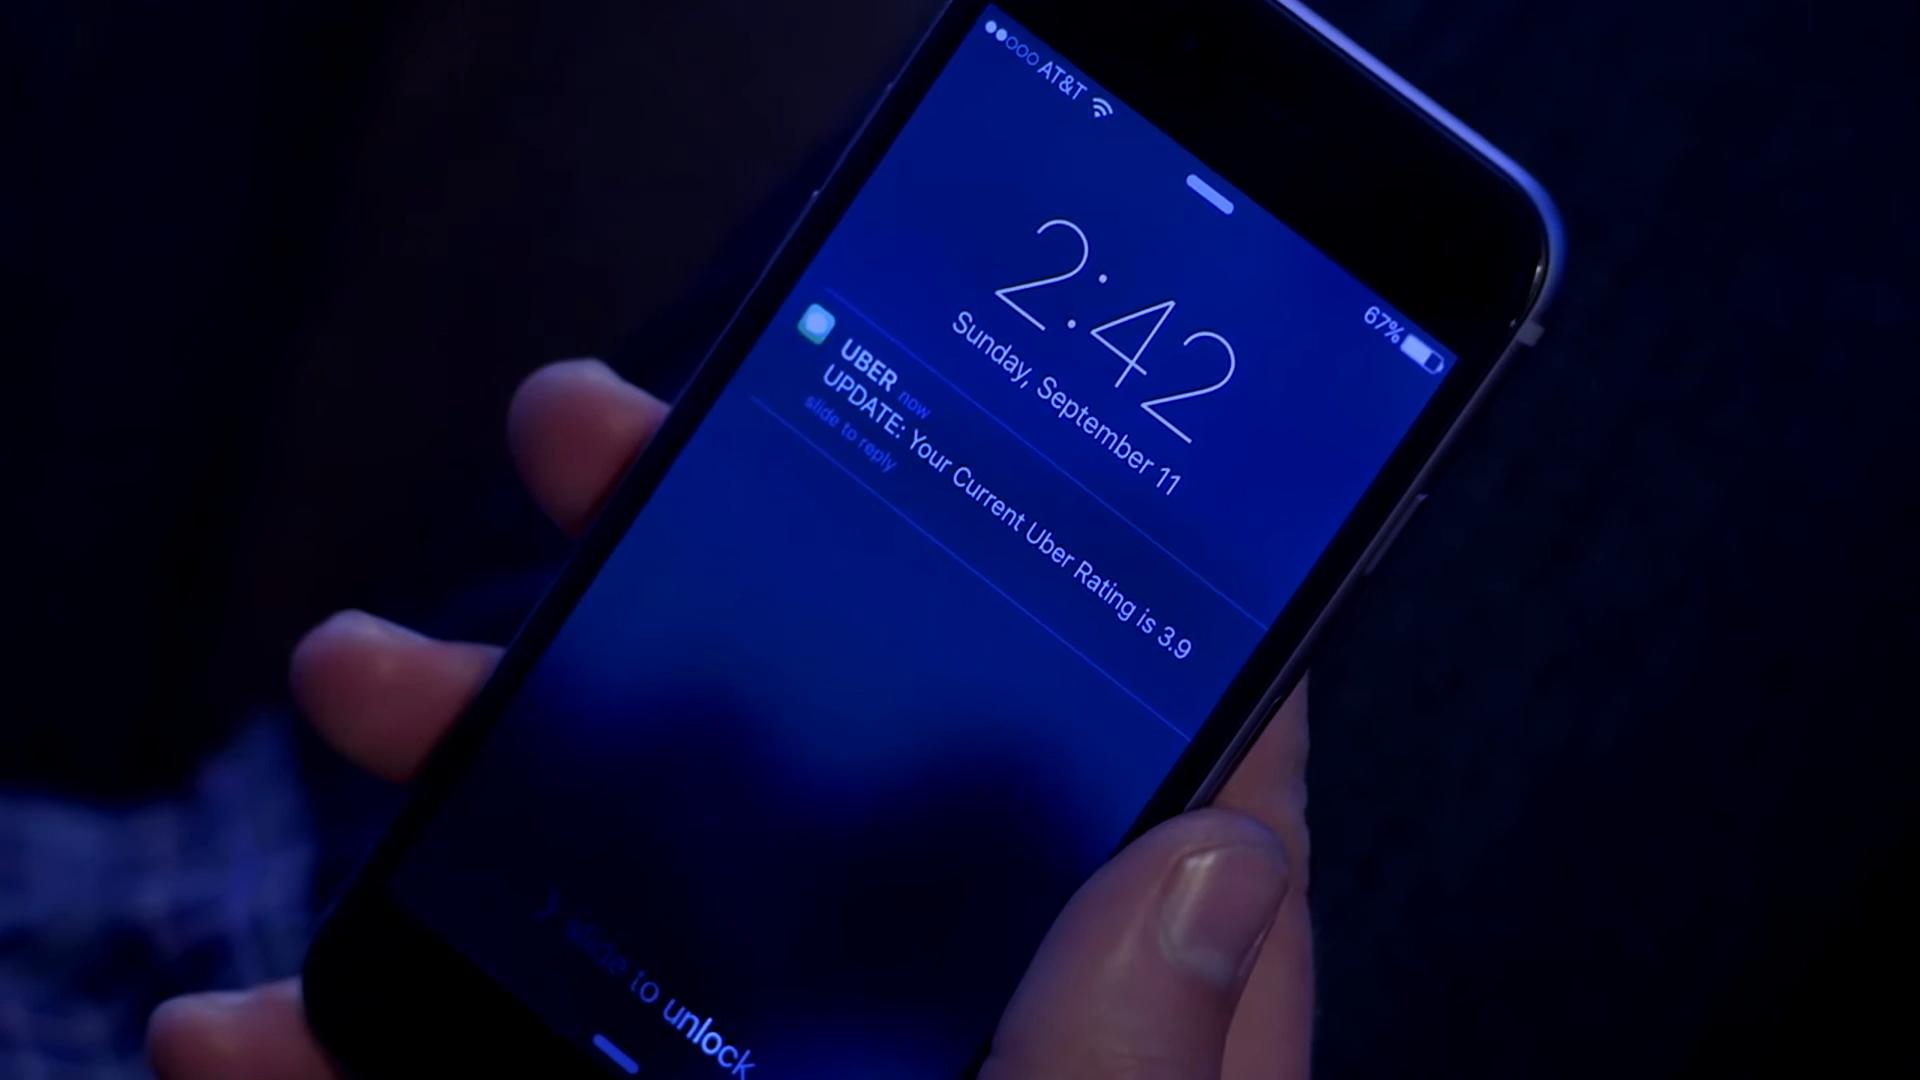 AT&T
67%
2:42
Sunday, September 11
UBER now
UPDATE: Your Current Uber Rating is 3.9
slide to reply
slide to unlock